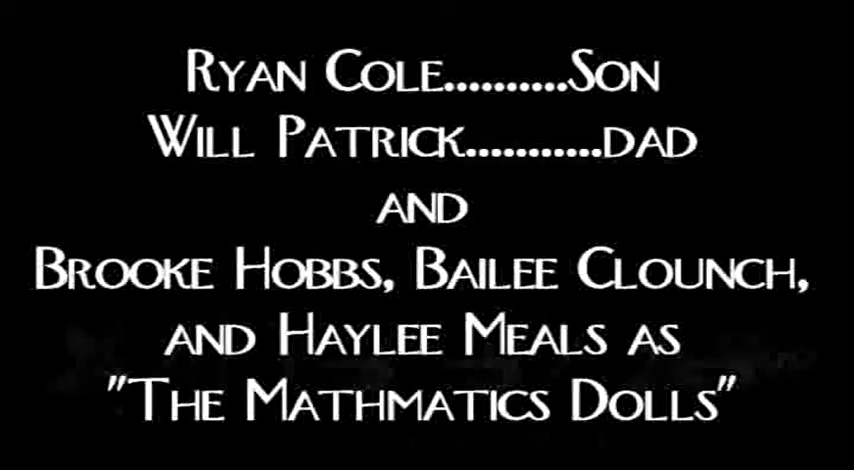 Ryan Cole..........Son
Will Patrick...........dad
and
Brooke Hobbs, Bailee Clounch,
and Haylee Meals as
"The Mathmatics Dolls"